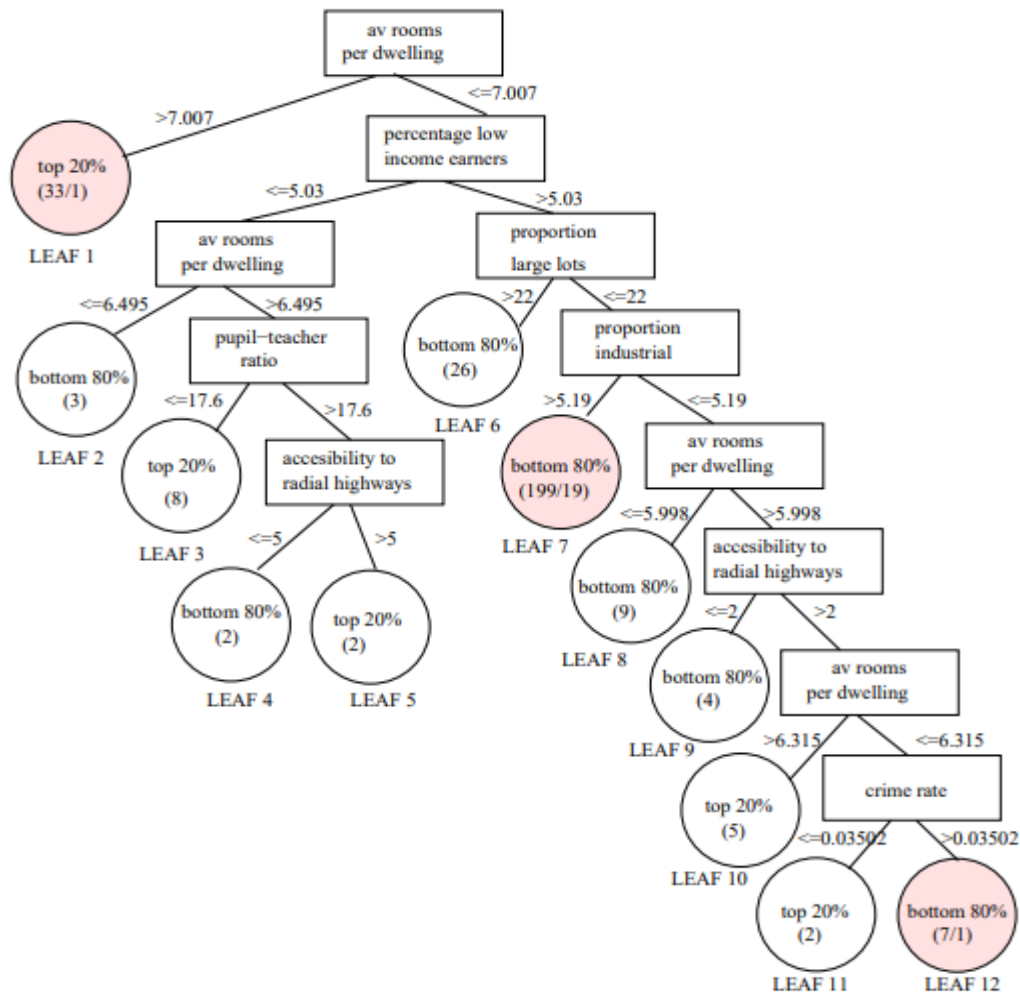 av rooms
per dwelling
>7.007
<=7.007
top 20%
(33/1)
LEAF 1
percentage low
income earners
<=5.03
>5.03
av rooms
per dwelling
proportion
large lots
<=6.495
>6.495
>22
<=22
bottom 80%
(3)
LEAF 2
pupil−teacher
ratio
bottom 80%
(26)
LEAF 6
proportion
industrial
<=17.6
>17.6
>5.19
<=5.19
top 20%
(8)
LEAF 3
accesibility to
radial highways
bottom 80%
(199/19)
LEAF 7
av rooms
per dwelling
<=5
>5
<=5.998
>5.998
bottom 80%
(2)
LEAF 4
top 20%
(2)
LEAF 5
bottom 80%
(9)
LEAF 8
accesibility to
radial highways
<=2
>2
bottom 80%
(4)
LEAF 9
av rooms
per dwelling
>6.315
<=6.315
top 20%
(5)
LEAF 10
crime rate
<=0.03502
>0.03502
top 20%
(2)
LEAF 11
bottom 80%
(7/1)
LEAF 12